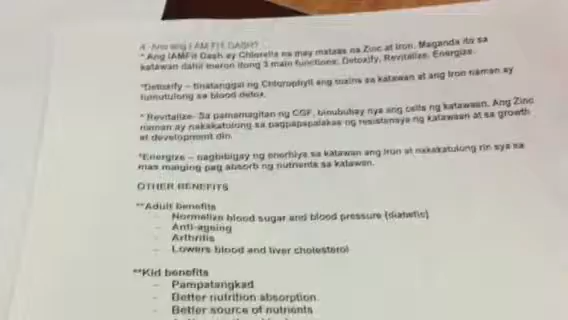 4. Ano ang I AM FIT GASH?
* Ang IAMFit Gash ay Chlorella na may mataas na Zinc at Iron. Maganda ito sa
katawan dahil meron itong 3 main functions: Detoxify, Revitalize, Energize.
*Detoxify – tinatanggal ng Chlorophyll ang toxins sa katawan at ang Iron naman ay
tumutulong sa blood detox.
* Revitalize- Sa pamamagitan ng CGF, binubuhay nya ang cells ng katawan. Ang Zinc
naman ay nakakatulong sa pagpapapalakas ng resistensya ng katawan at sa growth
at development din.
*Energize – nagbibigay ng enerhiya sa katawan ang Iron at nakakatulong rin sya sa
mas maiging pag absorb ng nutrients sa katawan.
OTHER BENEFITS
**Adult benefits
- Normalize blood sugar and blood pressure (diabetic)
- Anti-ageing
- Arthritis
- Lowers blood and liver cholesterol
**Kid benefits
- Pampatangkad
- Better nutrition absorption.
- Better source of nutrients